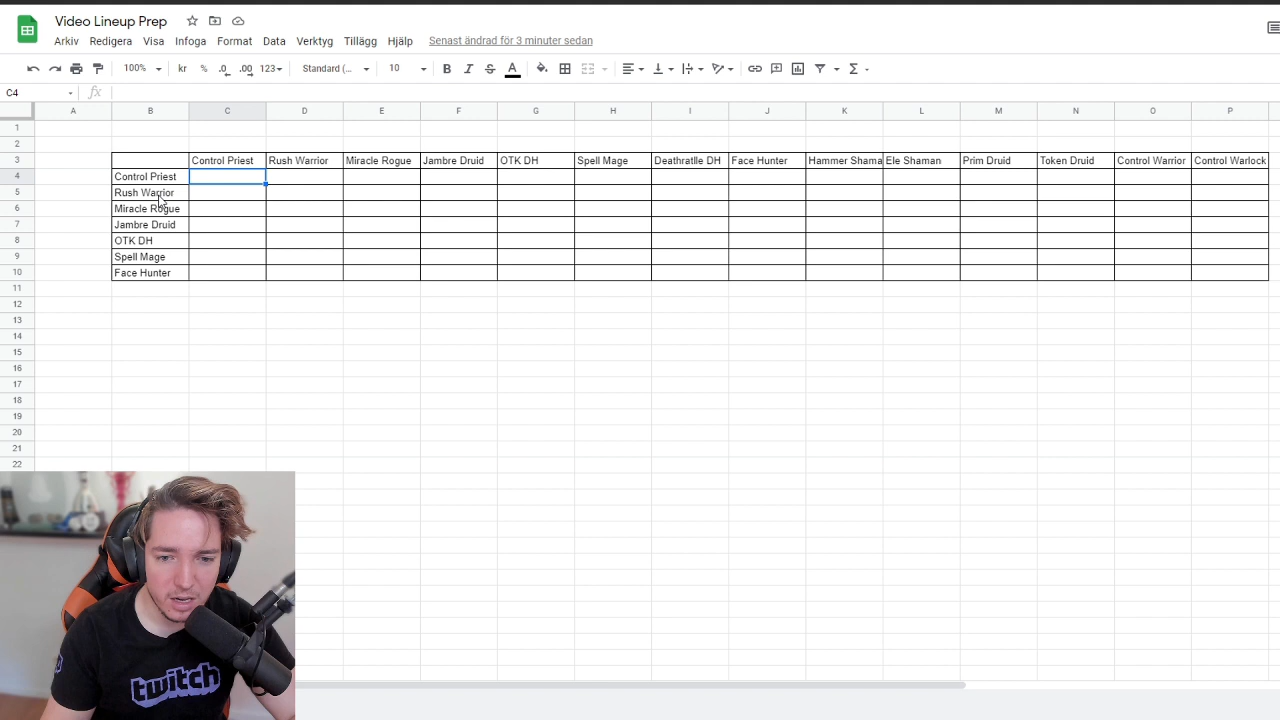 Video Lineup Prep
Arkiv Redigera Visa Infoga Format Data Verktyg Tillägg Hjälp Senast ändrad för 3 minuter sedan
100% kr % .0 .00 123 Standard (... 10 B I S A Σ
C4 fx
A B C D E F G H I J K L M N O P
1
2
3 Control Priest Rush Warrior Miracle Rogue Jambre Druid OTK DH Spell Mage Deathratlle DH Face Hunter Hammer Shama Ele Shaman Prim Druid Token Druid Control Warrior Control Warlock
4 Control Priest
5 Rush Warrior
6 Miracle Rogue
7 Jambre Druid
8 OTK DH
9 Spell Mage
10 Face Hunter
11
12
13
14
15
16
17
18
19
20
21
22
twitch